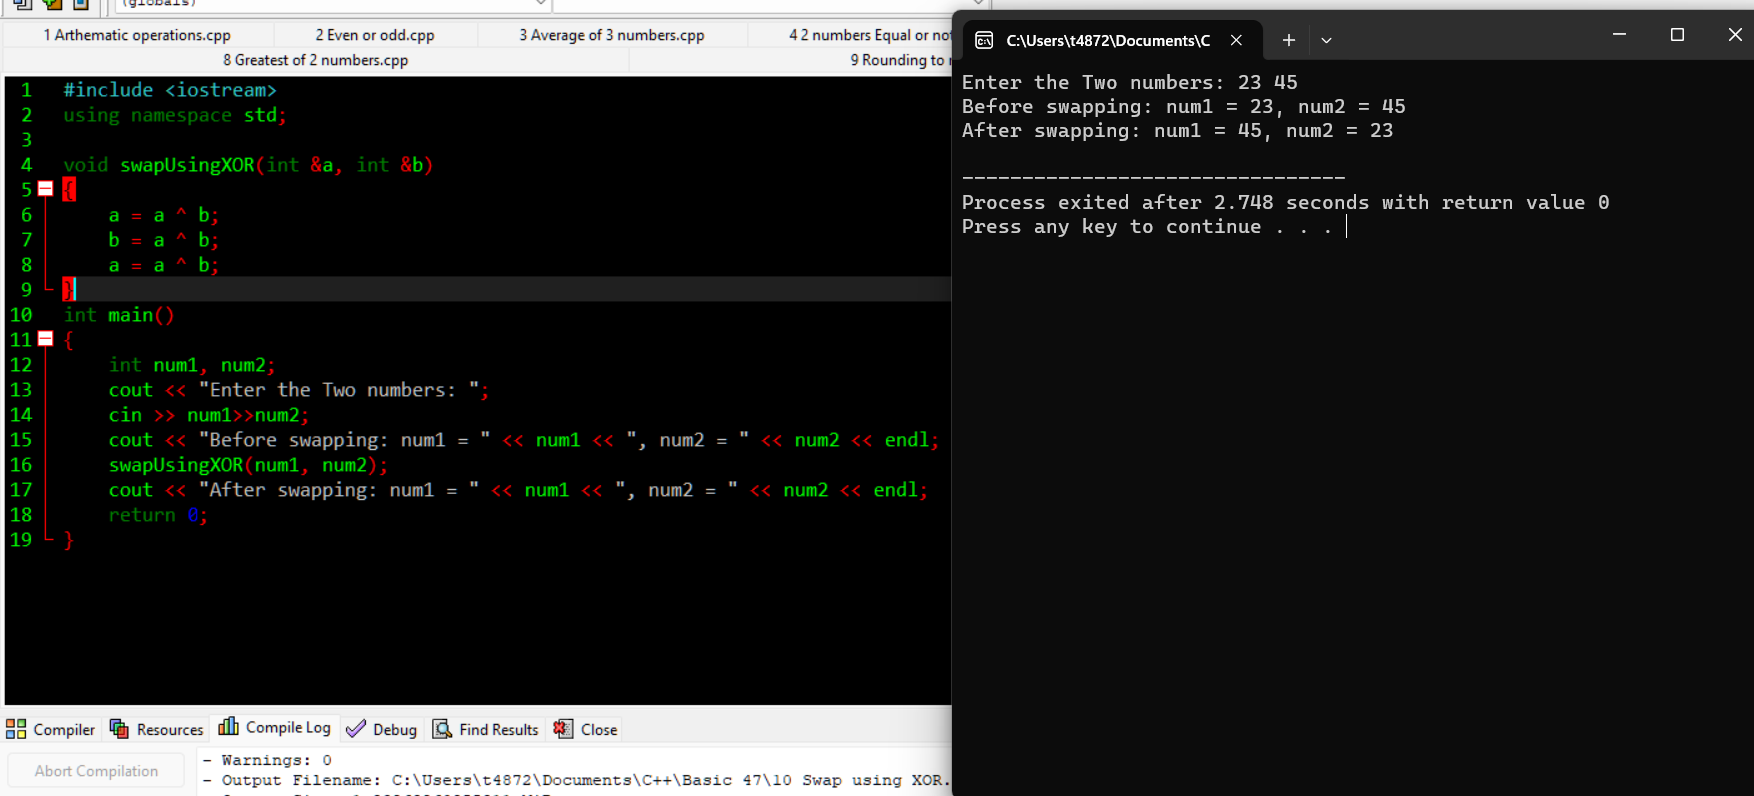 (globals)
1 Arthematic operations.cpp 2 Even or odd.cpp 3 Average of 3 numbers.cpp 4 2 numbers Equal or not
8 Greatest of 2 numbers.cpp 9 Rounding to
1 #include <iostream>
2 using namespace std;
3
4 void swapUsingXOR(int &a, int &b)
5 {
6 a = a ^ b;
7 b = a ^ b;
8 a = a ^ b;
9 }
10 int main()
11 {
12 int num1, num2;
13 cout << "Enter the Two numbers: ";
14 cin >> num1>>num2;
15 cout << "Before swapping: num1 = " << num1 << ", num2 = " << num2 << endl;
16 swapUsingXOR(num1, num2);
17 cout << "After swapping: num1 = " << num1 << ", num2 = " << num2 << endl;
18 return 0;
19 }
Compiler Resources Compile Log Debug Find Results Close
Abort Compilation
- Warnings: 0
- Output Filename: C:\Users\t4872\Documents\C++\Basic 47\10 Swap using XOR.
C:\Users\t4872\Documents\C
Enter the Two numbers: 23 45
Before swapping: num1 = 23, num2 = 45
After swapping: num1 = 45, num2 = 23
--------------------------------
Process exited after 2.748 seconds with return value 0
Press any key to continue . . .